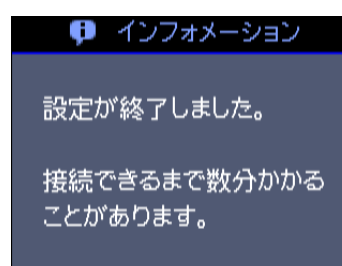 インフォメーション
設定が終了しました。
接続できるまで数分かかる
ことがあります。